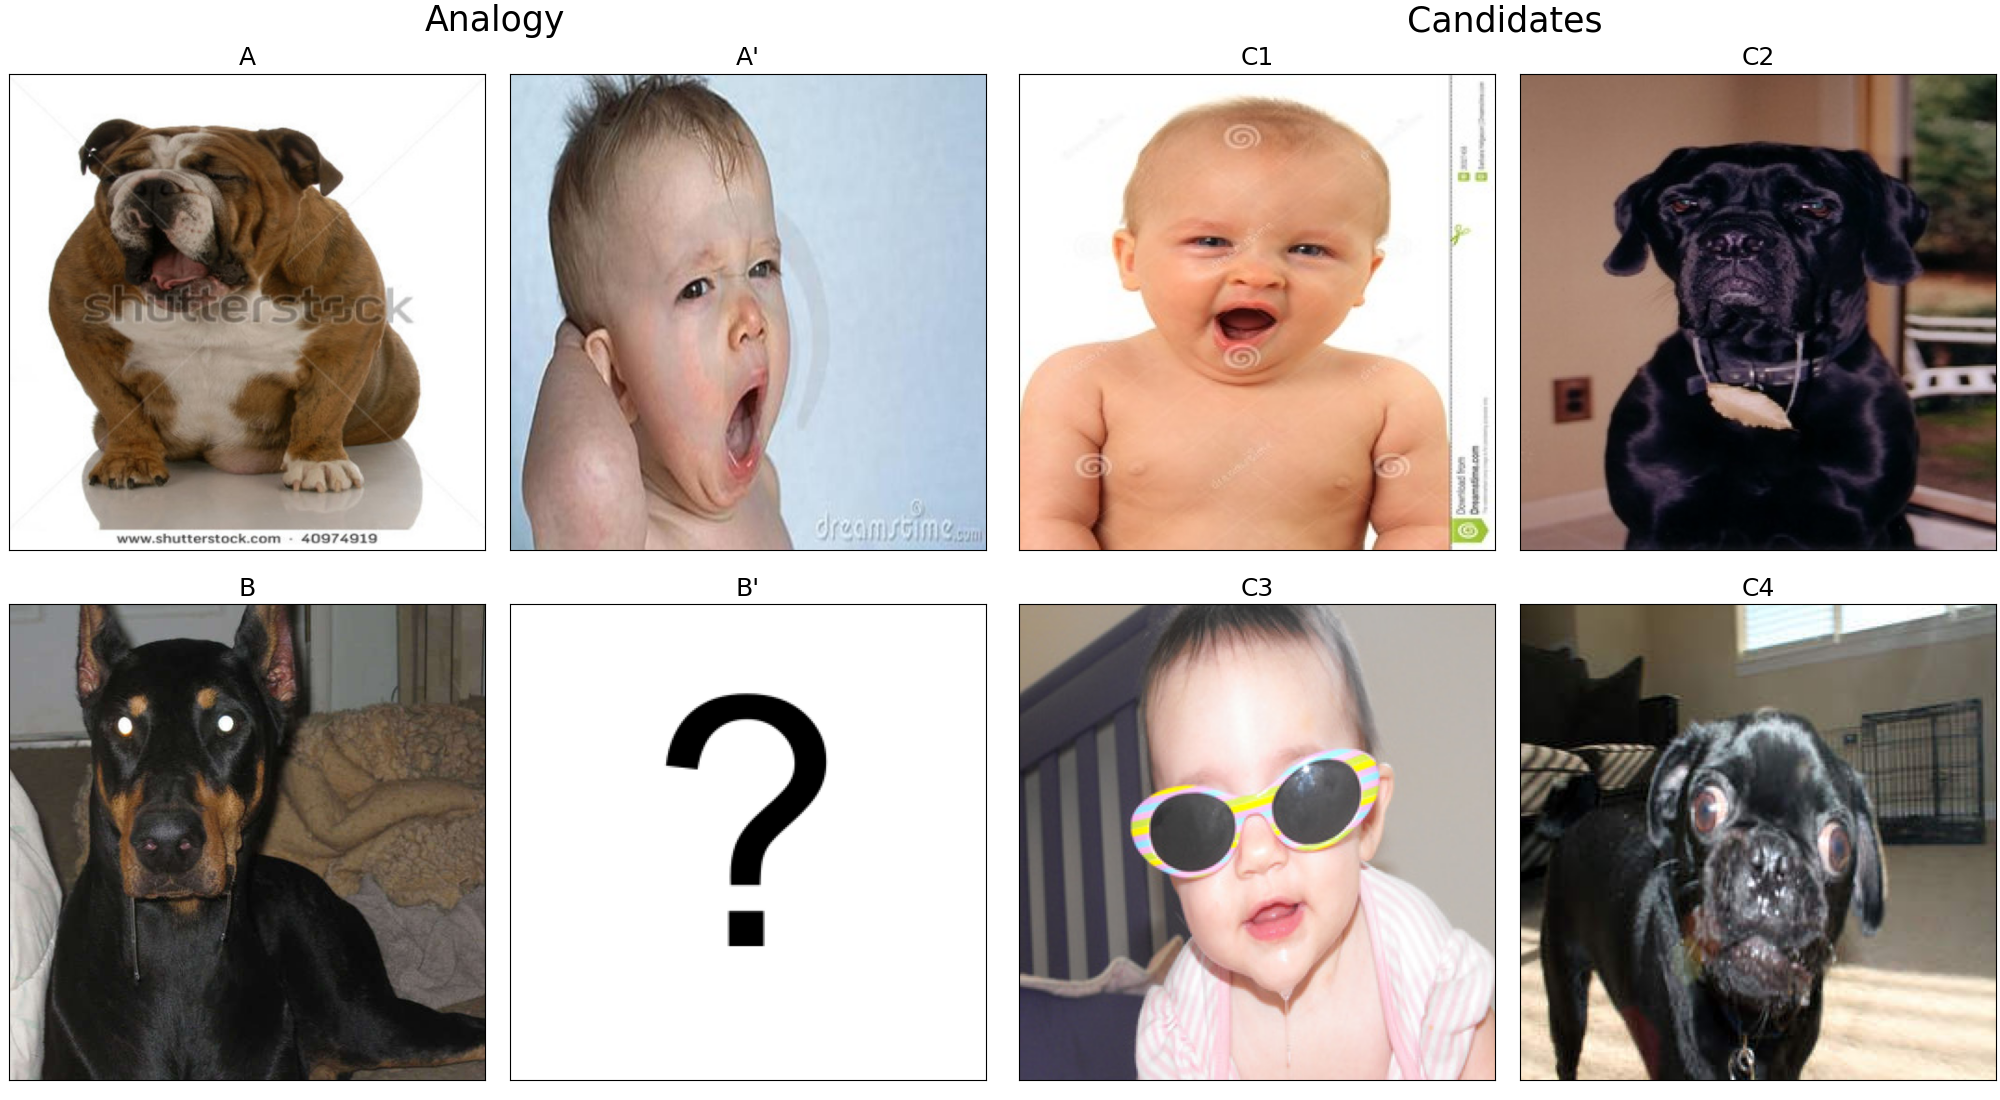 Analogy
Candidates
A
A'
C1
C2
shutterstock
www.shutterstock.com · 40974919
dreamstime.com
Download from
Dreamstime.com
B
B'
C3
C4
?